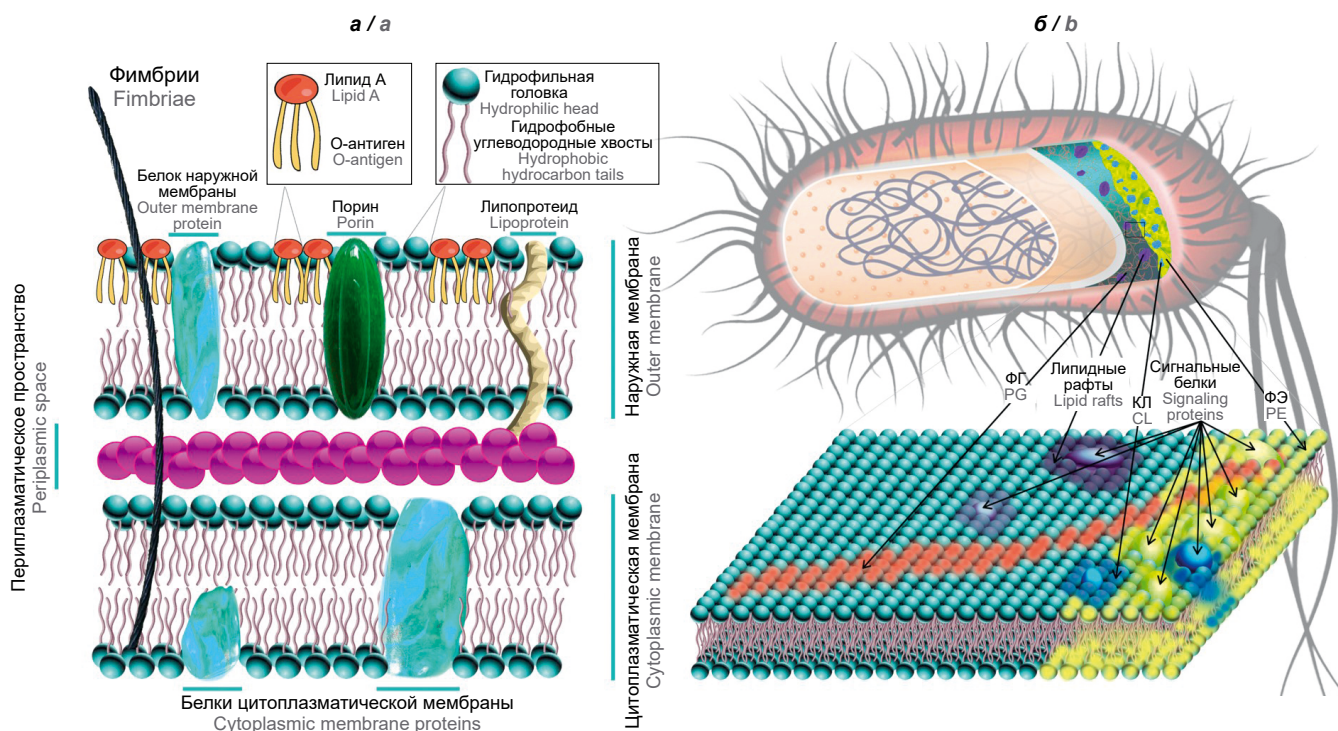 а / a
Фимбрии
Fimbriae
Липид А
Lipid A
О-антиген
O-antigen
Гидрофильная
головка
Hydrophilic head
Гидрофобные
углеводородные хвосты
Hydrophobic
hydrocarbon tails
Белок наружной
мембраны
Outer membrane
protein
Порин
Porin
Липопротеид
Lipoprotein
Наружная мембрана
Outer membrane
Периплазматическое пространство
Periplasmic space
Цитоплазматическая мембрана
Cytoplasmic membrane
Белки цитоплазматической мембраны
Cytoplasmic membrane proteins
б / b
ФГ
PG
Липидные
рафты
Lipid rafts
КЛ
CL
Сигнальные
белки
Signaling
proteins
ФЭ
PE